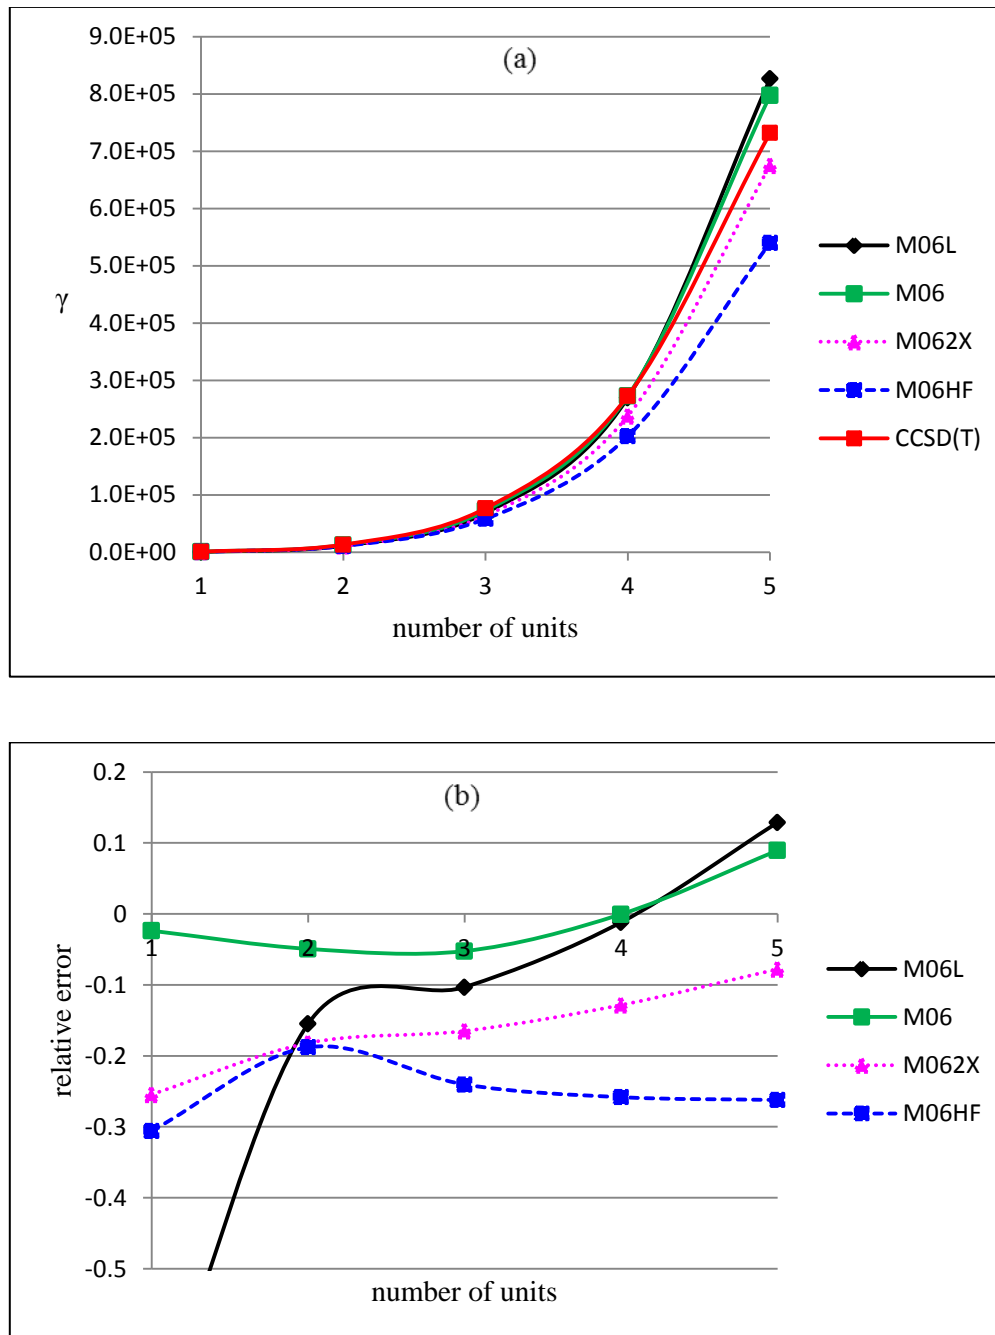 (a)
9.0E+05
8.0E+05
7.0E+05
6.0E+05
5.0E+05
4.0E+05
3.0E+05
2.0E+05
1.0E+05
0.0E+00
γ
1 2 3 4 5
number of units
M06L
M06
M062X
M06HF
CCSD(T)
(b)
0.2
0.1
0
-0.1
-0.2
-0.3
-0.4
-0.5
relative error
1 2 3 4 5
number of units
M06L
M06
M062X
M06HF